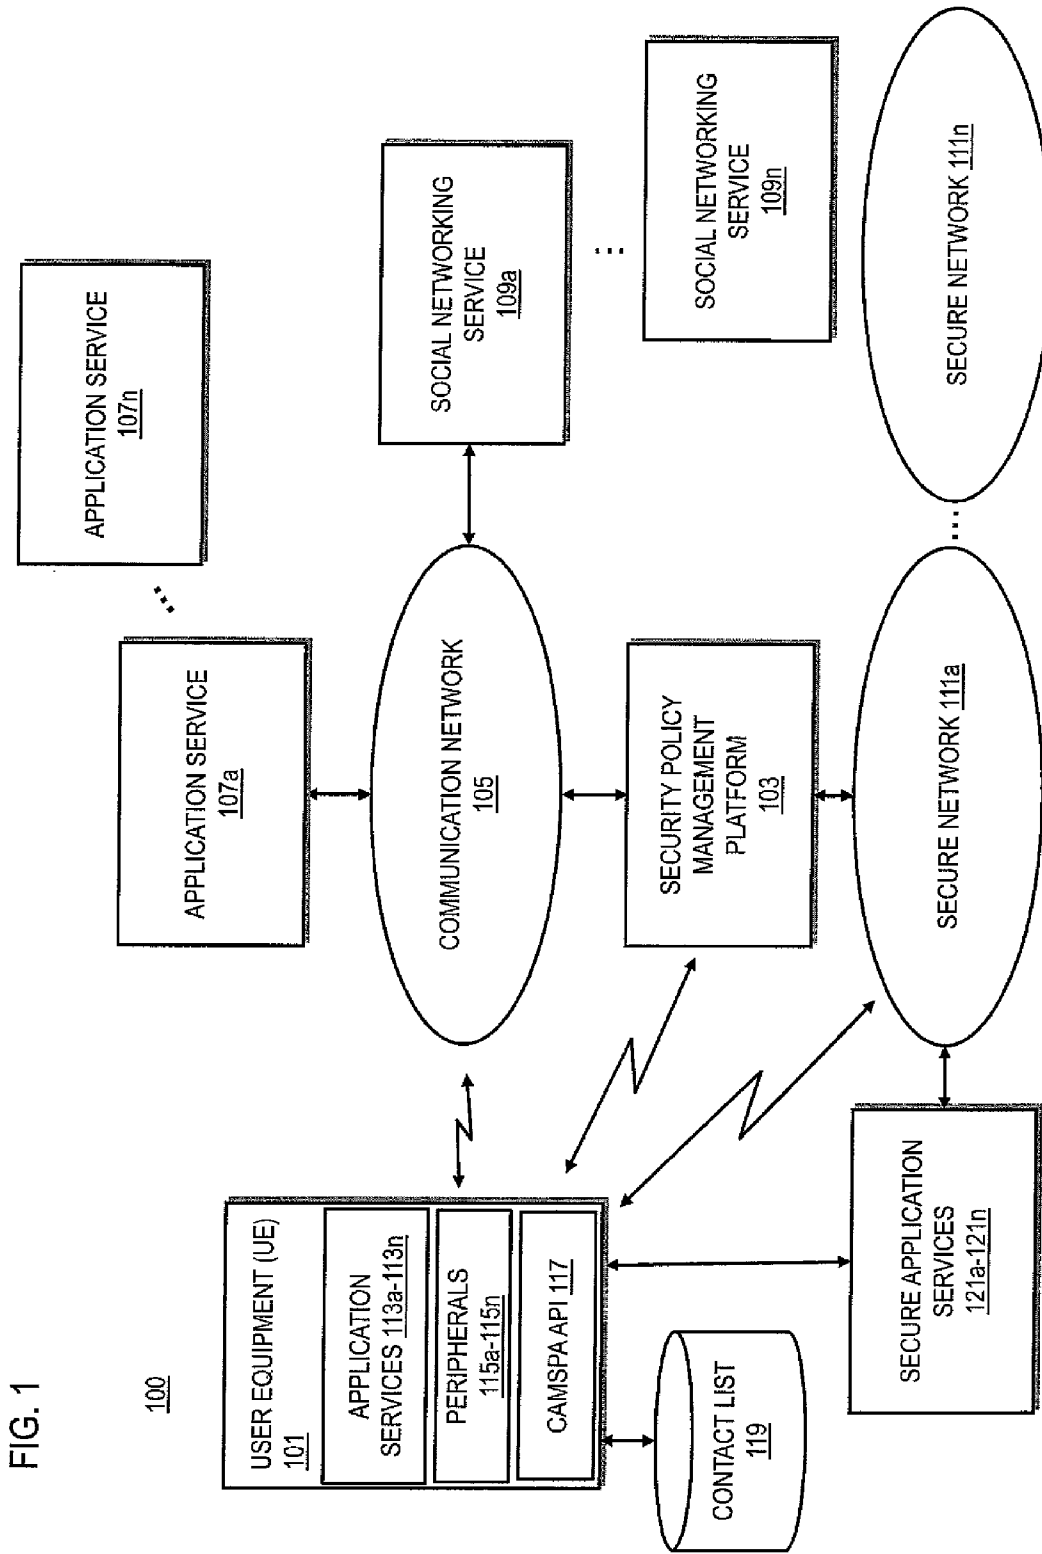 FIG. 1
100
USER EQUIPMENT (UE)
101
APPLICATION
SERVICES 113a-113n
PERIPHERALS
115a-115n
CAMSPA API 117
CONTACT LIST
119
APPLICATION SERVICE
107a
...
APPLICATION SERVICE
107n
COMMUNICATION NETWORK
105
SOCIAL NETWORKING
SERVICE
109a
...
SOCIAL NETWORKING
SERVICE
109n
SECURITY POLICY
MANAGEMENT
PLATFORM
103
SECURE APPLICATION
SERVICES
121a-121n
SECURE NETWORK 111a
...
SECURE NETWORK 111n